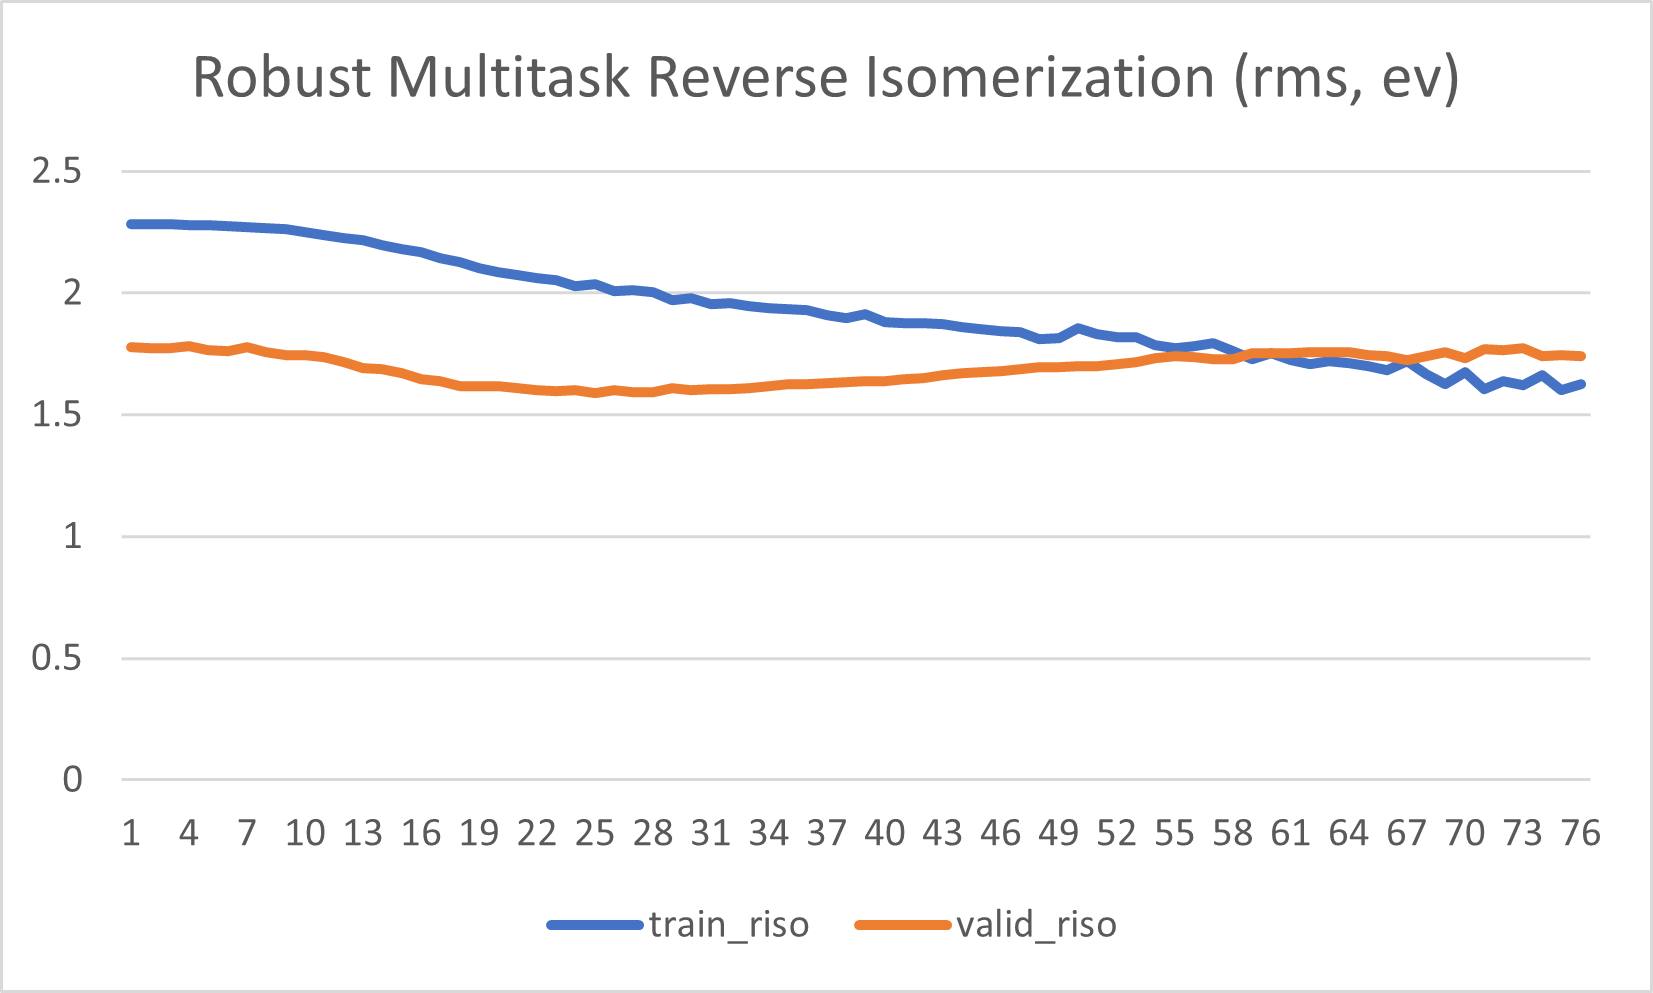 Robust Multitask Reverse Isomerization (rms, ev)
2.5
2
1.5
1
0.5
0
1 4 7 10 13 16 19 22 25 28 31 34 37 40 43 46 49 52 55 58 61 64 67 70 73 76
train_riso valid_riso